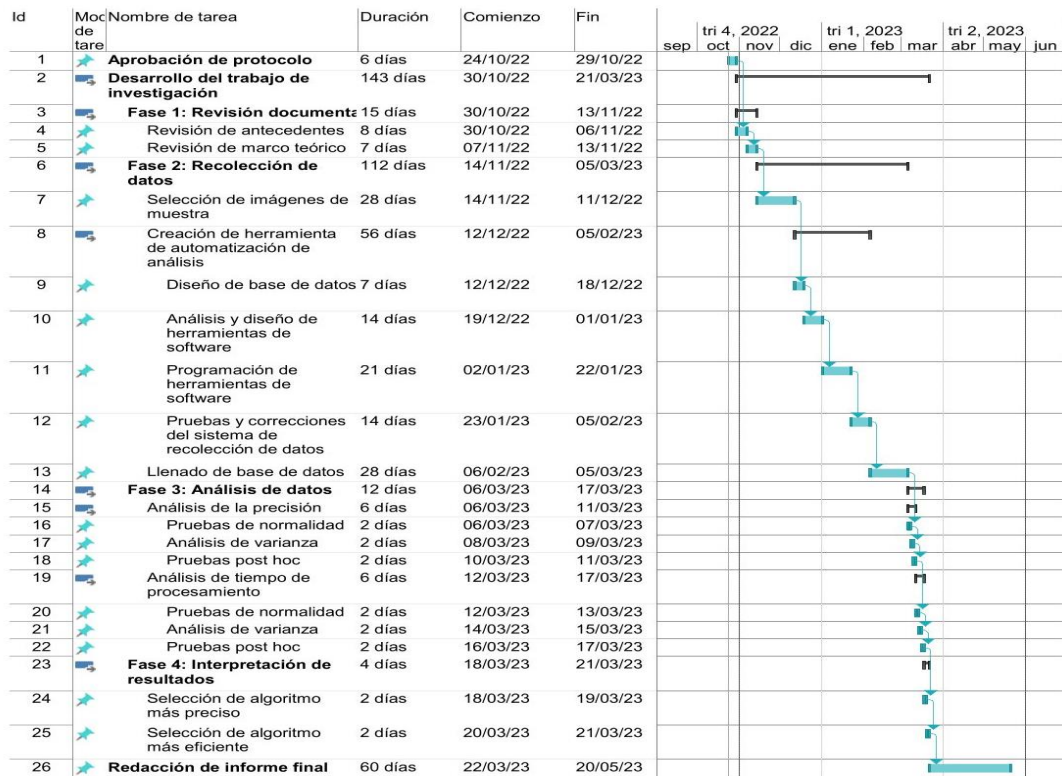 Id Moc Nombre de tarea Duración Comienzo Fin
de
tare
tri 4, 2022 tri 1, 2023 tri 2, 2023
sep oct nov dic ene feb mar abr may jun
1 Aprobación de protocolo 6 días 24/10/22 29/10/22
2 Desarrollo del trabajo de 143 días 30/10/22 21/03/23
investigación
3 Fase 1: Revisión documenta 15 días 30/10/22 13/11/22
4 Revisión de antecedentes 8 días 30/10/22 06/11/22
5 Revisión de marco teórico 7 días 07/11/22 13/11/22
6 Fase 2: Recolección de 112 días 14/11/22 05/03/23
datos
7 Selección de imágenes de 28 días 14/11/22 11/12/22
muestra
8 Creación de herramienta 56 días 12/12/22 05/02/23
de automatización de
análisis
9 Diseño de base de datos 7 días 12/12/22 18/12/22
10 Análisis y diseño de 14 días 19/12/22 01/01/23
herramientas de
software
11 Programación de 21 días 02/01/23 22/01/23
herramientas de
software
12 Pruebas y correcciones 14 días 23/01/23 05/02/23
del sistema de
recolección de datos
13 Llenado de base de datos 28 días 06/02/23 05/03/23
14 Fase 3: Análisis de datos 12 días 06/03/23 17/03/23
15 Análisis de la precisión 6 días 06/03/23 11/03/23
16 Pruebas de normalidad 2 días 06/03/23 07/03/23
17 Análisis de varianza 2 días 08/03/23 09/03/23
18 Pruebas post hoc 2 días 10/03/23 11/03/23
19 Análisis de tiempo de 6 días 12/03/23 17/03/23
procesamiento
20 Pruebas de normalidad 2 días 12/03/23 13/03/23
21 Análisis de varianza 2 días 14/03/23 15/03/23
22 Pruebas post hoc 2 días 16/03/23 17/03/23
23 Fase 4: Interpretación de 4 días 18/03/23 21/03/23
resultados
24 Selección de algoritmo 2 días 18/03/23 19/03/23
más preciso
25 Selección de algoritmo 2 días 20/03/23 21/03/23
más eficiente
26 Redacción de informe final 60 días 22/03/23 20/05/23